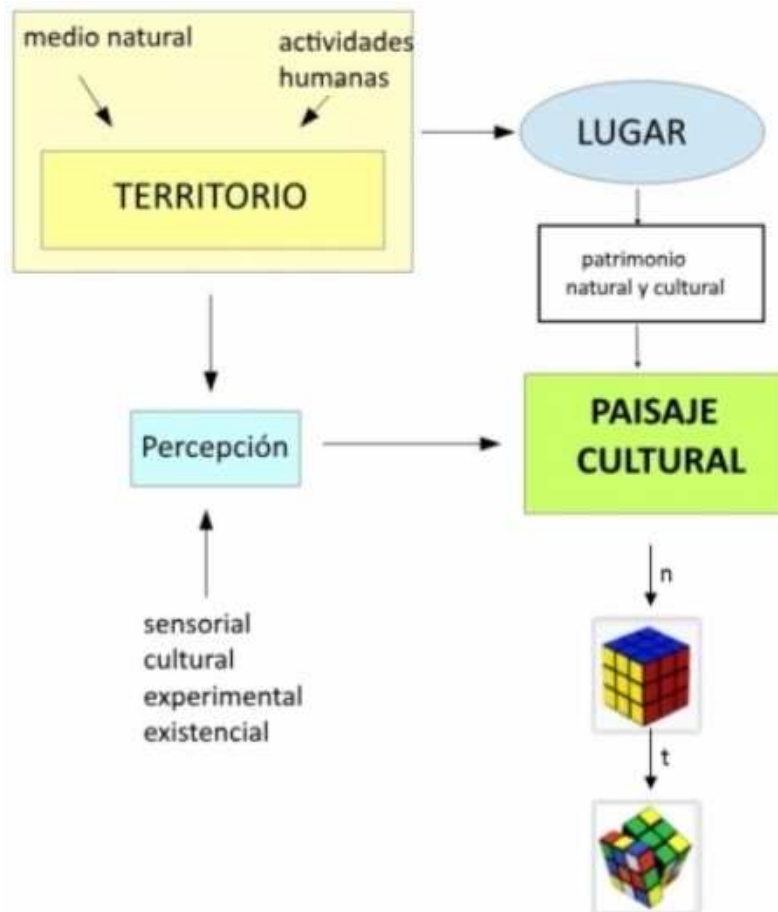 medio natural
actividades
humanas
TERRITORIO
LUGAR
patrimonio
natural y cultural
Percepción
PAISAJE
CULTURAL
sensorial
cultural
experimental
existencial
n
t